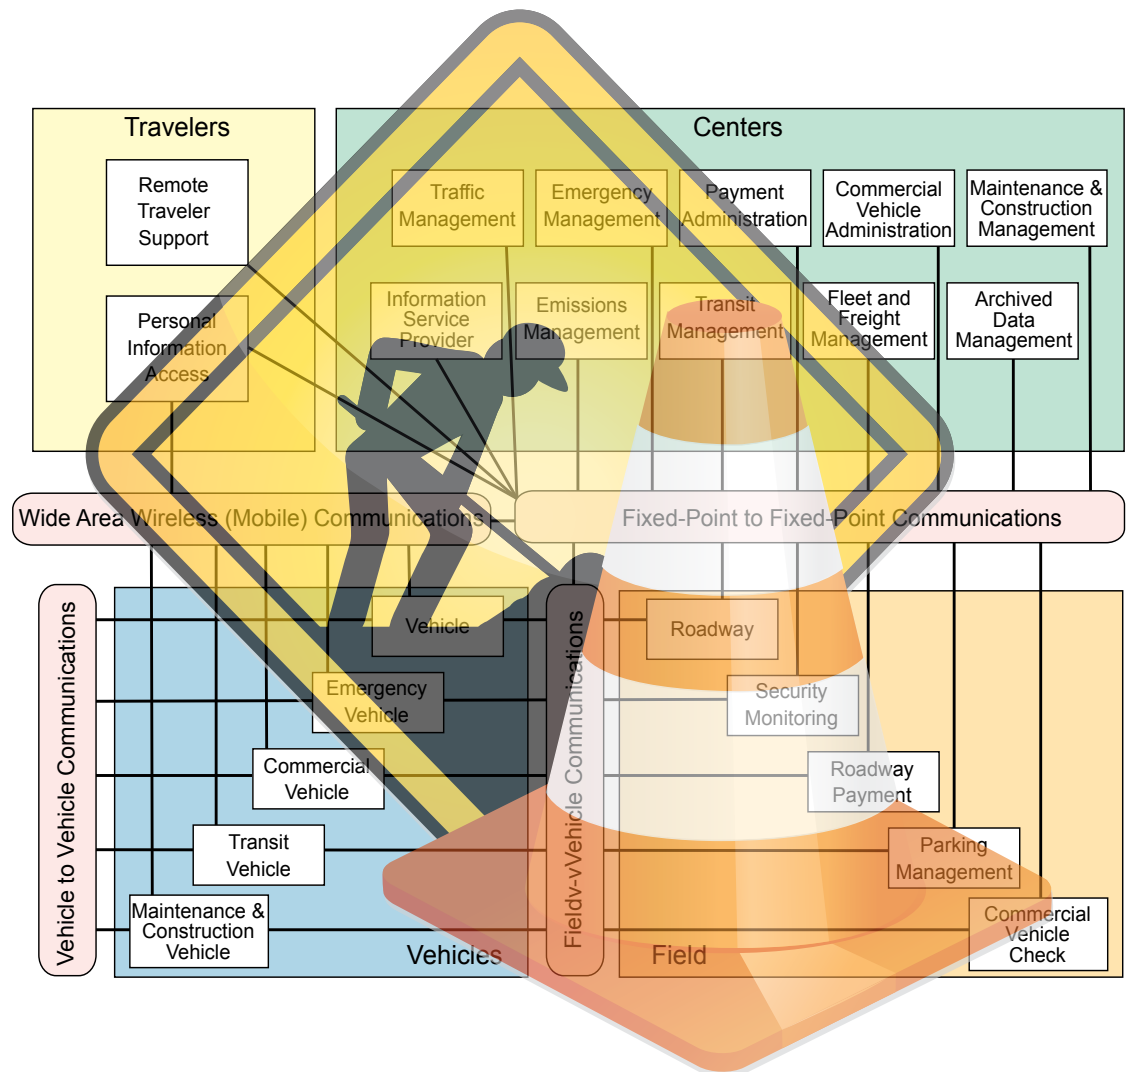 Travelers
Remote
Traveler
Support
Personal
Information
Access
Centers
Traffic
Management
Emergency
Management
Payment
Administration
Commercial
Vehicle
Administration
Maintenance &
Construction
Management
Information
Service
Provider
Emissions
Management
Transit
Management
Fleet and
Freight
Management
Archived
Data
Management
Wide Area Wireless (Mobile) Communications
Fixed-Point to Fixed-Point Communications
Vehicle to Vehicle Communications
Vehicle
Emergency
Vehicle
Commercial
Vehicle
Transit
Vehicle
Maintenance &
Construction
Vehicle
Vehicles
Fieldv-vVehicle Communications
Roadway
Security
Monitoring
Roadway
Payment
Parking
Management
Commercial
Vehicle
Check
Field